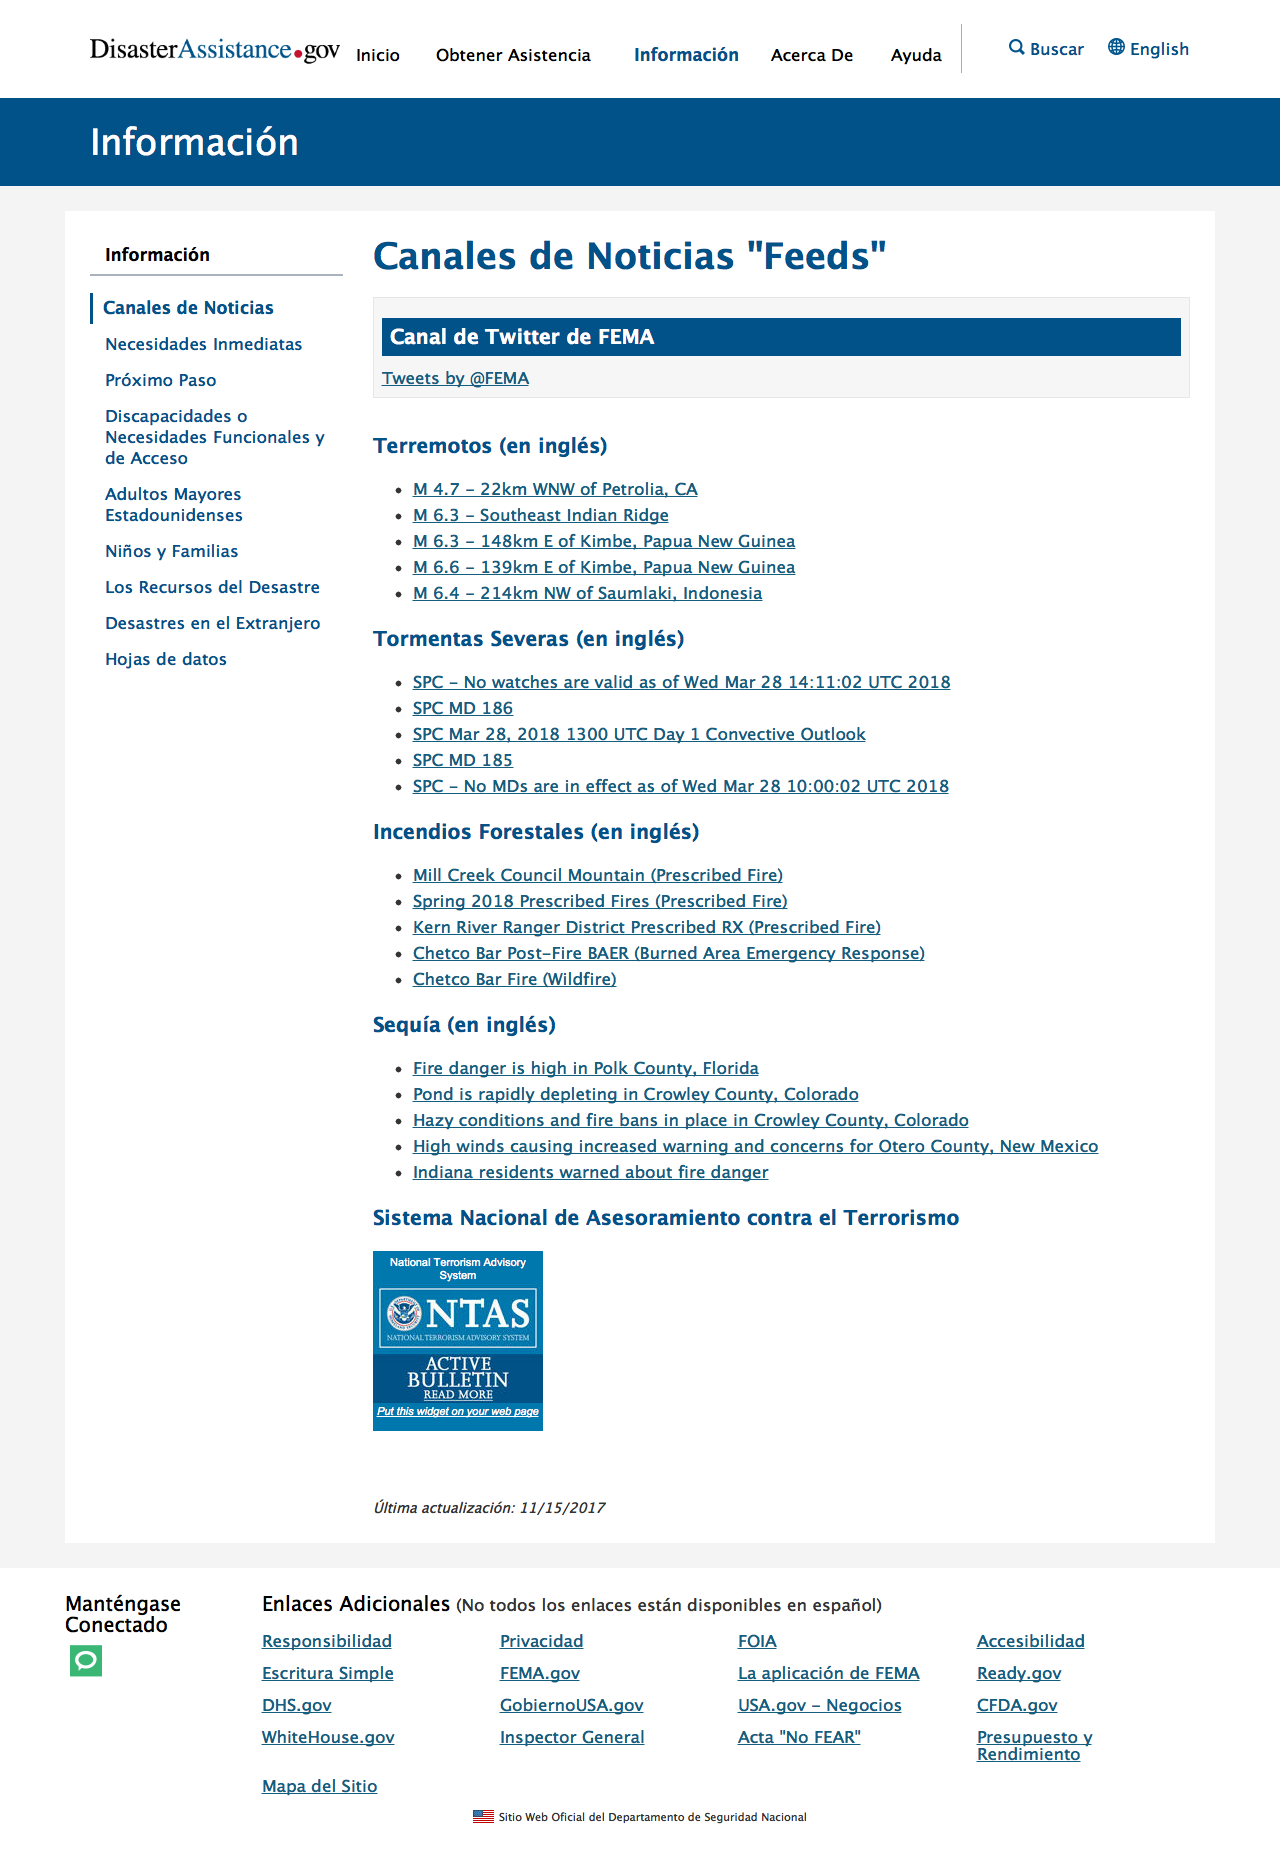 DisasterAssistance.gov
Inicio
Obtener Asistencia
Información
Acerca De
Ayuda
Buscar
English
Información
Información
Canales de Noticias
Necesidades Inmediatas
Próximo Paso
Discapacidades o
Necesidades Funcionales y
de Acceso
Adultos Mayores
Estadounidenses
Niños y Familias
Los Recursos del Desastre
Desastres en el Extranjero
Hojas de datos
Canales de Noticias "Feeds"
Canal de Twitter de FEMA
Tweets by @FEMA
Terremotos (en inglés)
M 4.7 - 22km WNW of Petrolia, CA
M 6.3 - Southeast Indian Ridge
M 6.3 - 148km E of Kimbe, Papua New Guinea
M 6.6 - 139km E of Kimbe, Papua New Guinea
M 6.4 - 214km NW of Saumlaki, Indonesia
Tormentas Severas (en inglés)
SPC - No watches are valid as of Wed Mar 28 14:11:02 UTC 2018
SPC MD 186
SPC Mar 28, 2018 1300 UTC Day 1 Convective Outlook
SPC MD 185
SPC - No MDs are in effect as of Wed Mar 28 10:00:02 UTC 2018
Incendios Forestales (en inglés)
Mill Creek Council Mountain (Prescribed Fire)
Spring 2018 Prescribed Fires (Prescribed Fire)
Kern River Ranger District Prescribed RX (Prescribed Fire)
Chetco Bar Post-Fire BAER (Burned Area Emergency Response)
Chetco Bar Fire (Wildfire)
Sequía (en inglés)
Fire danger is high in Polk County, Florida
Pond is rapidly depleting in Crowley County, Colorado
Hazy conditions and fire bans in place in Crowley County, Colorado
High winds causing increased warning and concerns for Otero County, New Mexico
Indiana residents warned about fire danger
Sistema Nacional de Asesoramiento contra el Terrorismo
National Terrorism Advisory
System
NTAS
NATIONAL TERRORISM ADVISORY SYSTEM
ACTIVE
BULLETIN
READ MORE
Put this widget on your web page
Última actualización: 11/15/2017
Manténgase
Conectado
Enlaces Adicionales (No todos los enlaces están disponibles en español)
Responsibilidad
Privacidad
FOIA
Accesibilidad
Escritura Simple
FEMA.gov
La aplicación de FEMA
Ready.gov
DHS.gov
GobiernoUSA.gov
USA.gov - Negocios
CFDA.gov
WhiteHouse.gov
Inspector General
Acta "No FEAR"
Presupuesto y
Rendimiento
Mapa del Sitio
Sitio Web Oficial del Departamento de Seguridad Nacional